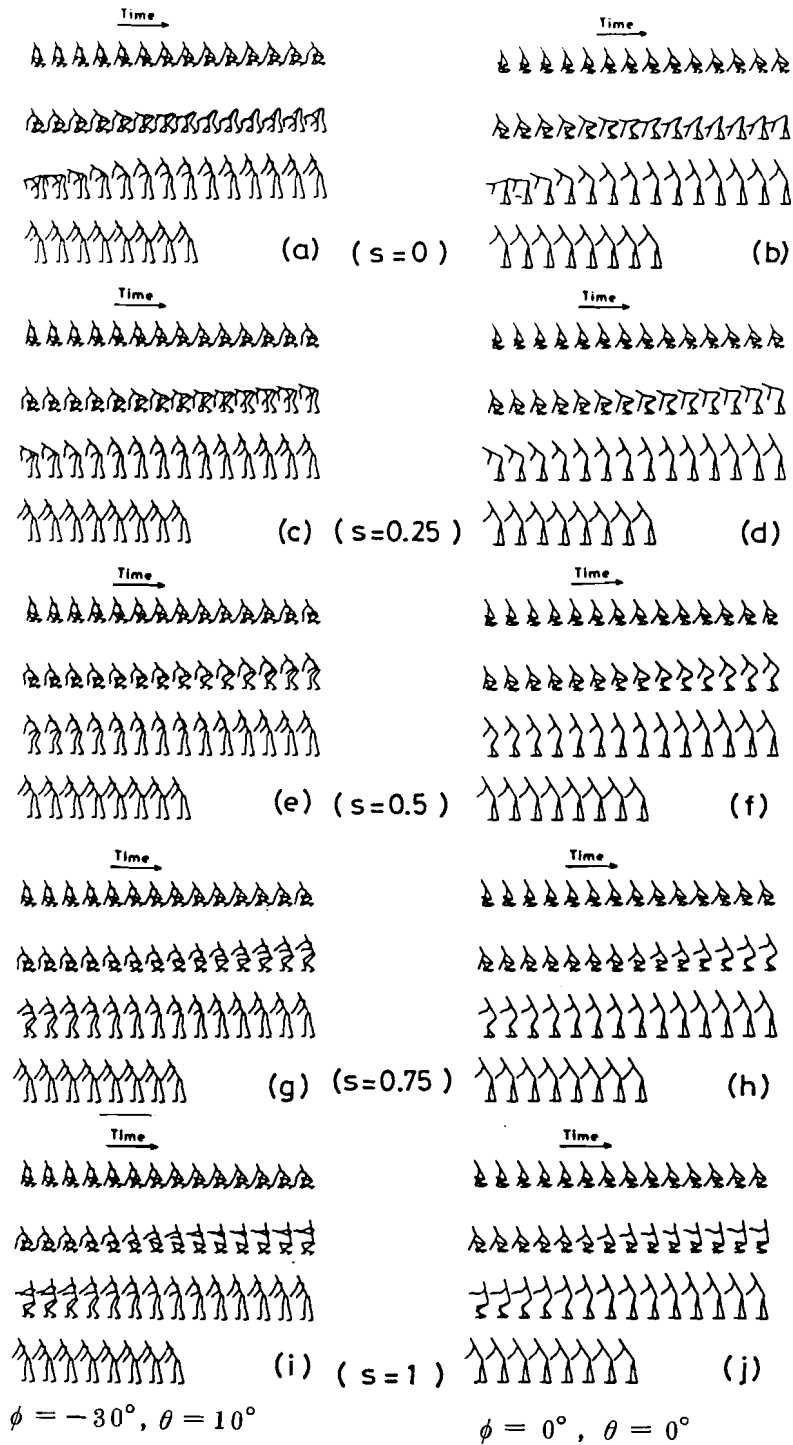 Time
Time
(a) (s=0) (b)
Time
Time
(c) (s=0.25) (d)
Time
Time
(e) (s=0.5) (f)
Time
Time
(g) (s=0.75) (h)
Time
Time
(i) (s=1) (j)
ϕ = −30°, θ = 10°
ϕ = 0°, θ = 0°